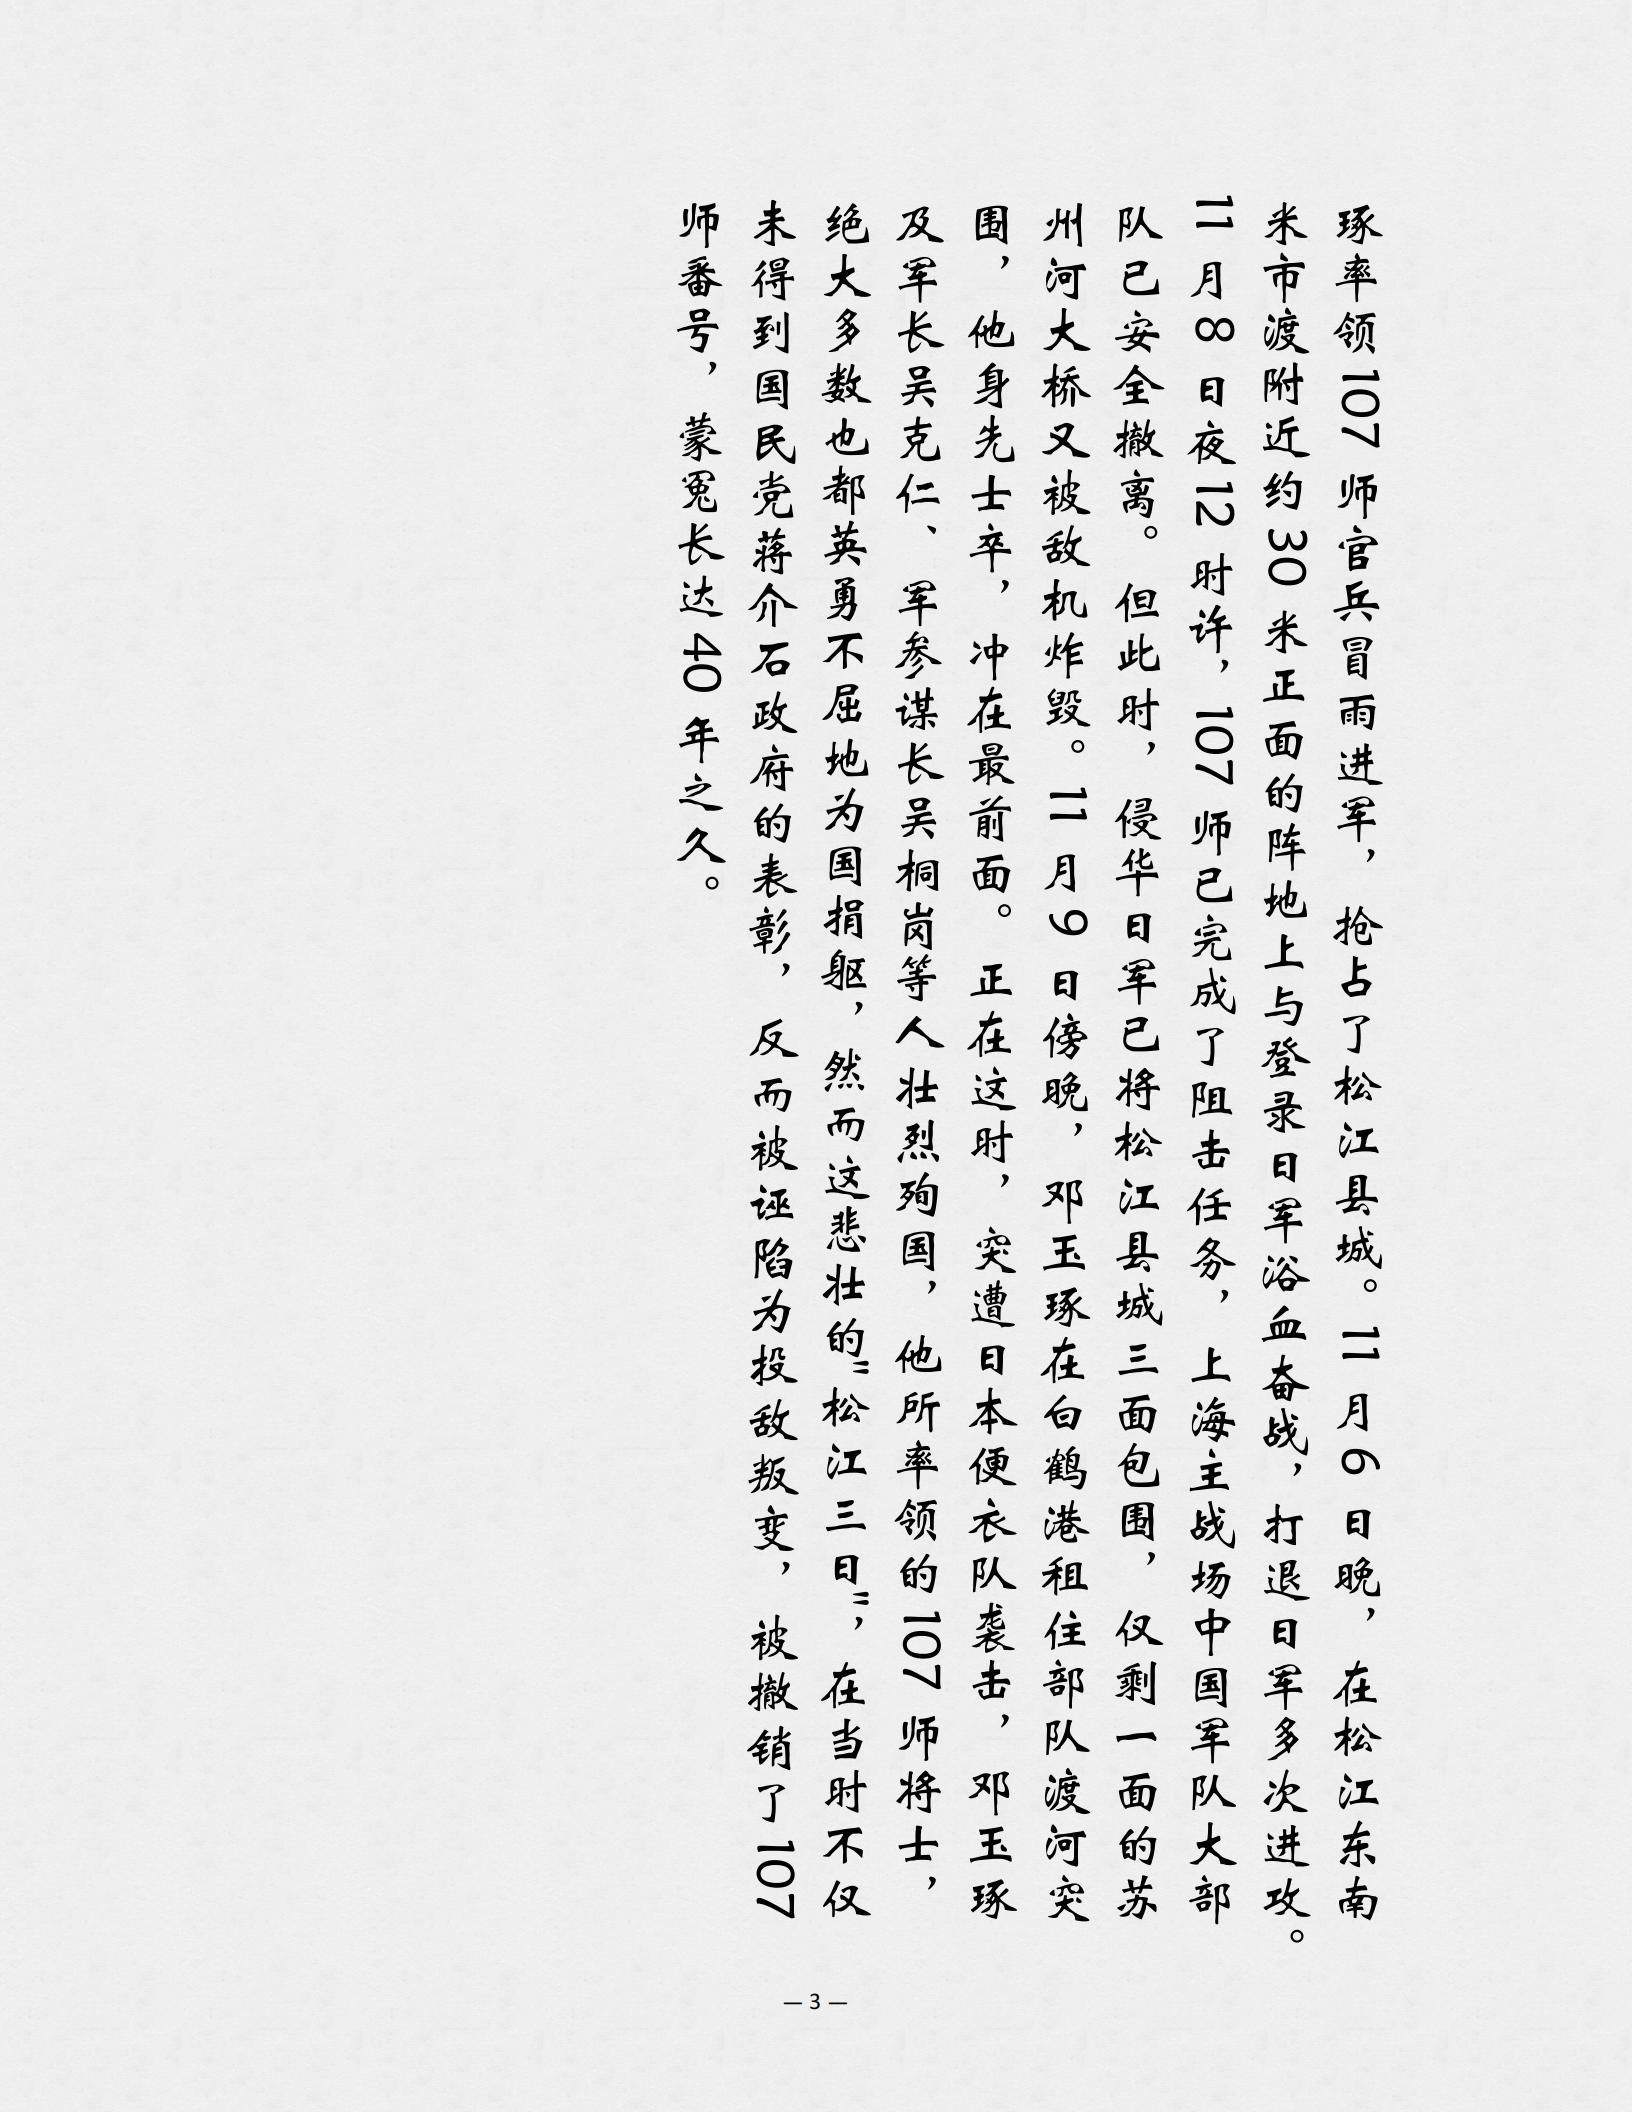 琢率领107师官兵冒雨进军，抢占了松江县城。11月6日晚，在松江东南
米市渡附近约30米正面的阵地上与登录日军浴血奋战，打退日军多次进攻。
11月8日夜12时许，107师已完成了阻击任务，上海主战场中国军队大部
队已安全撤离。但此时，侵华日军已将松江县城三面包围，仅剩一面的苏
州河大桥又被敌机炸毁。11月9日傍晚，邓玉琢在白鹤港租住部队渡河突
围，他身先士卒，冲在最前面。正在这时，突遭日本便衣队袭击，邓玉琢
及军长吴克仁、军参谋长吴桐岗等人壮烈殉国，他所率领的107师将士，
绝大多数也都英勇不屈地为国捐躯，然而这悲壮的"松江三日"，在当时不仅
未得到国民党蒋介石政府的表彰，反而被诬陷为投敌叛变，被撤销了107
师番号，蒙冤长达40年之久。
— 3 —